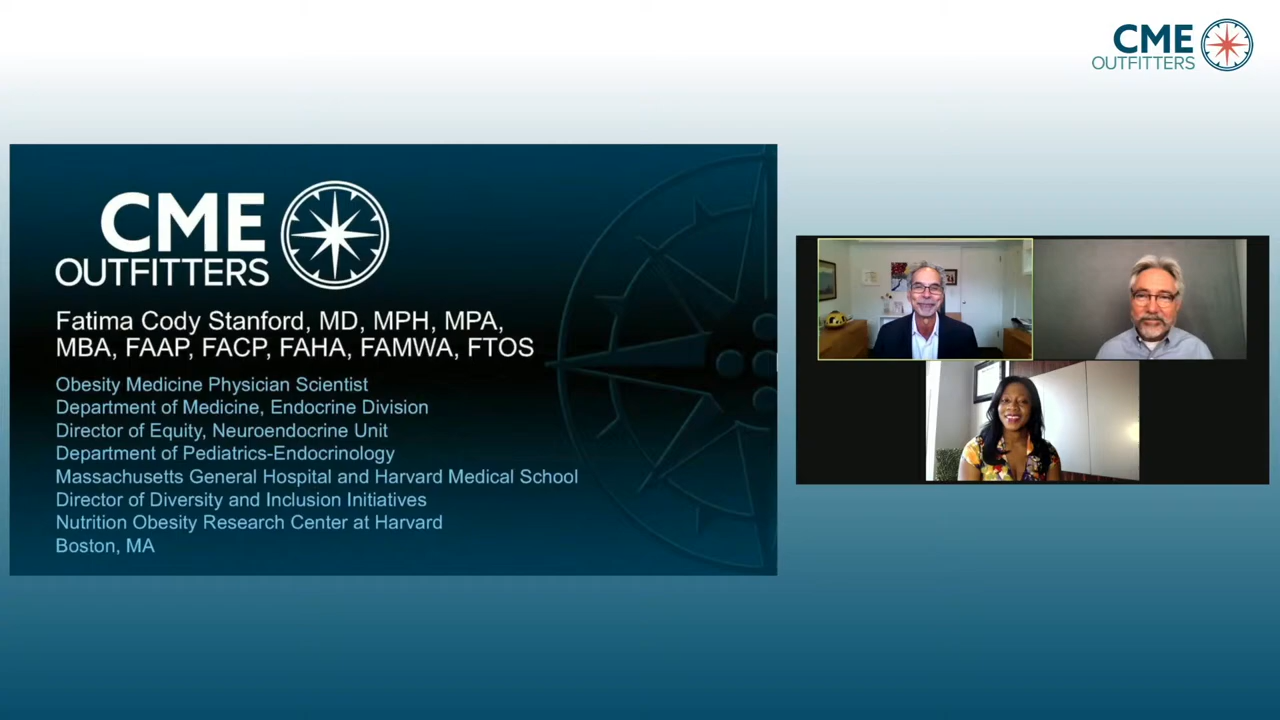 CME
OUTFITTERS
CME
OUTFITTERS
Fatima Cody Stanford, MD, MPH, MPA,
MBA, FAAP, FACP, FAHA, FAMWA, FTOS
Obesity Medicine Physician Scientist
Department of Medicine, Endocrine Division
Director of Equity, Neuroendocrine Unit
Department of Pediatrics-Endocrinology
Massachusetts General Hospital and Harvard Medical School
Director of Diversity and Inclusion Initiatives
Nutrition Obesity Research Center at Harvard
Boston, MA